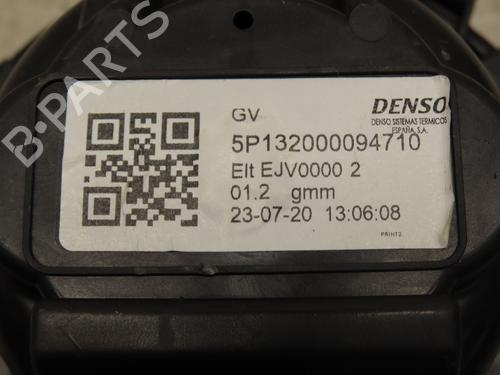 B-PARTS
GV
DENSO
DENSO SISTEMAS TERMICOS
ESPAÑA, S.A.
5P132000094710
Elt EJV0000 2
01.2 gmm
23-07-20 13:06:08
PRINT2